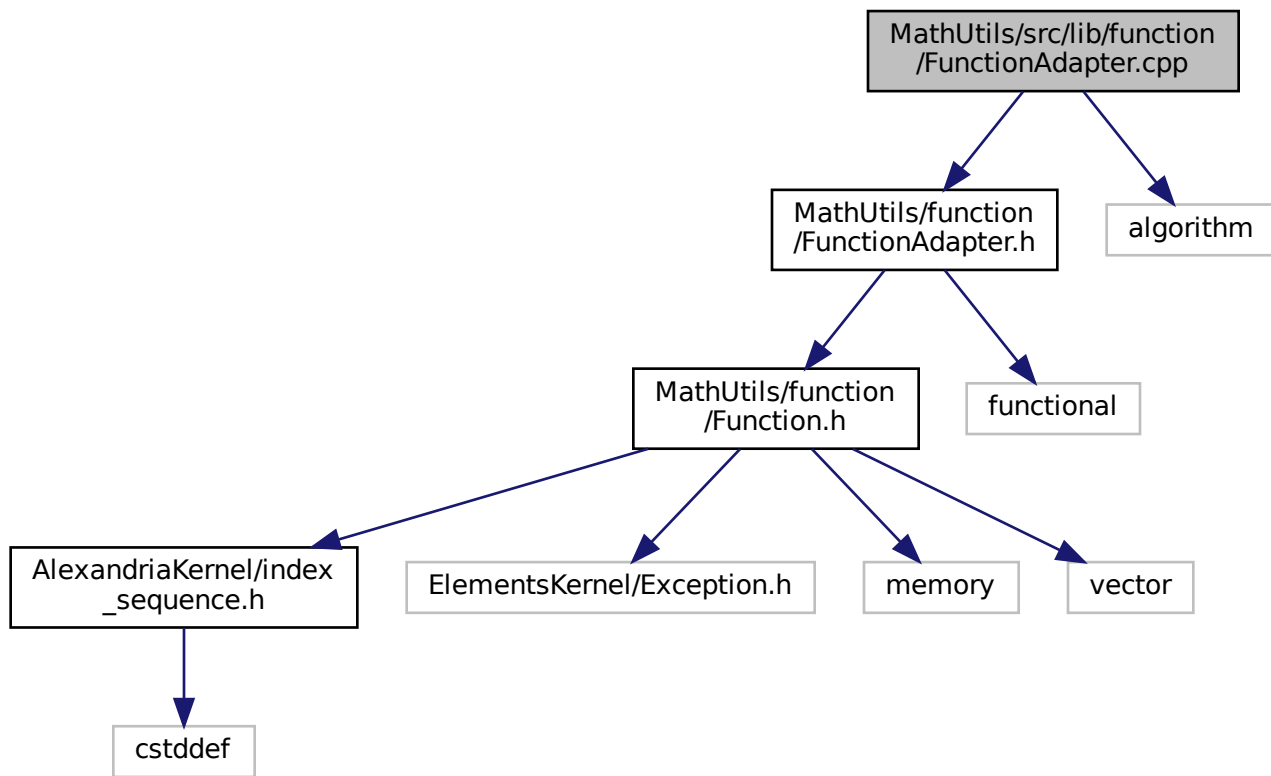 MathUtils/src/lib/function
/FunctionAdapter.cpp
MathUtils/function
/FunctionAdapter.h
algorithm
MathUtils/function
/Function.h
functional
AlexandriaKernel/index
_sequence.h
ElementsKernel/Exception.h
memory
vector
cstddef